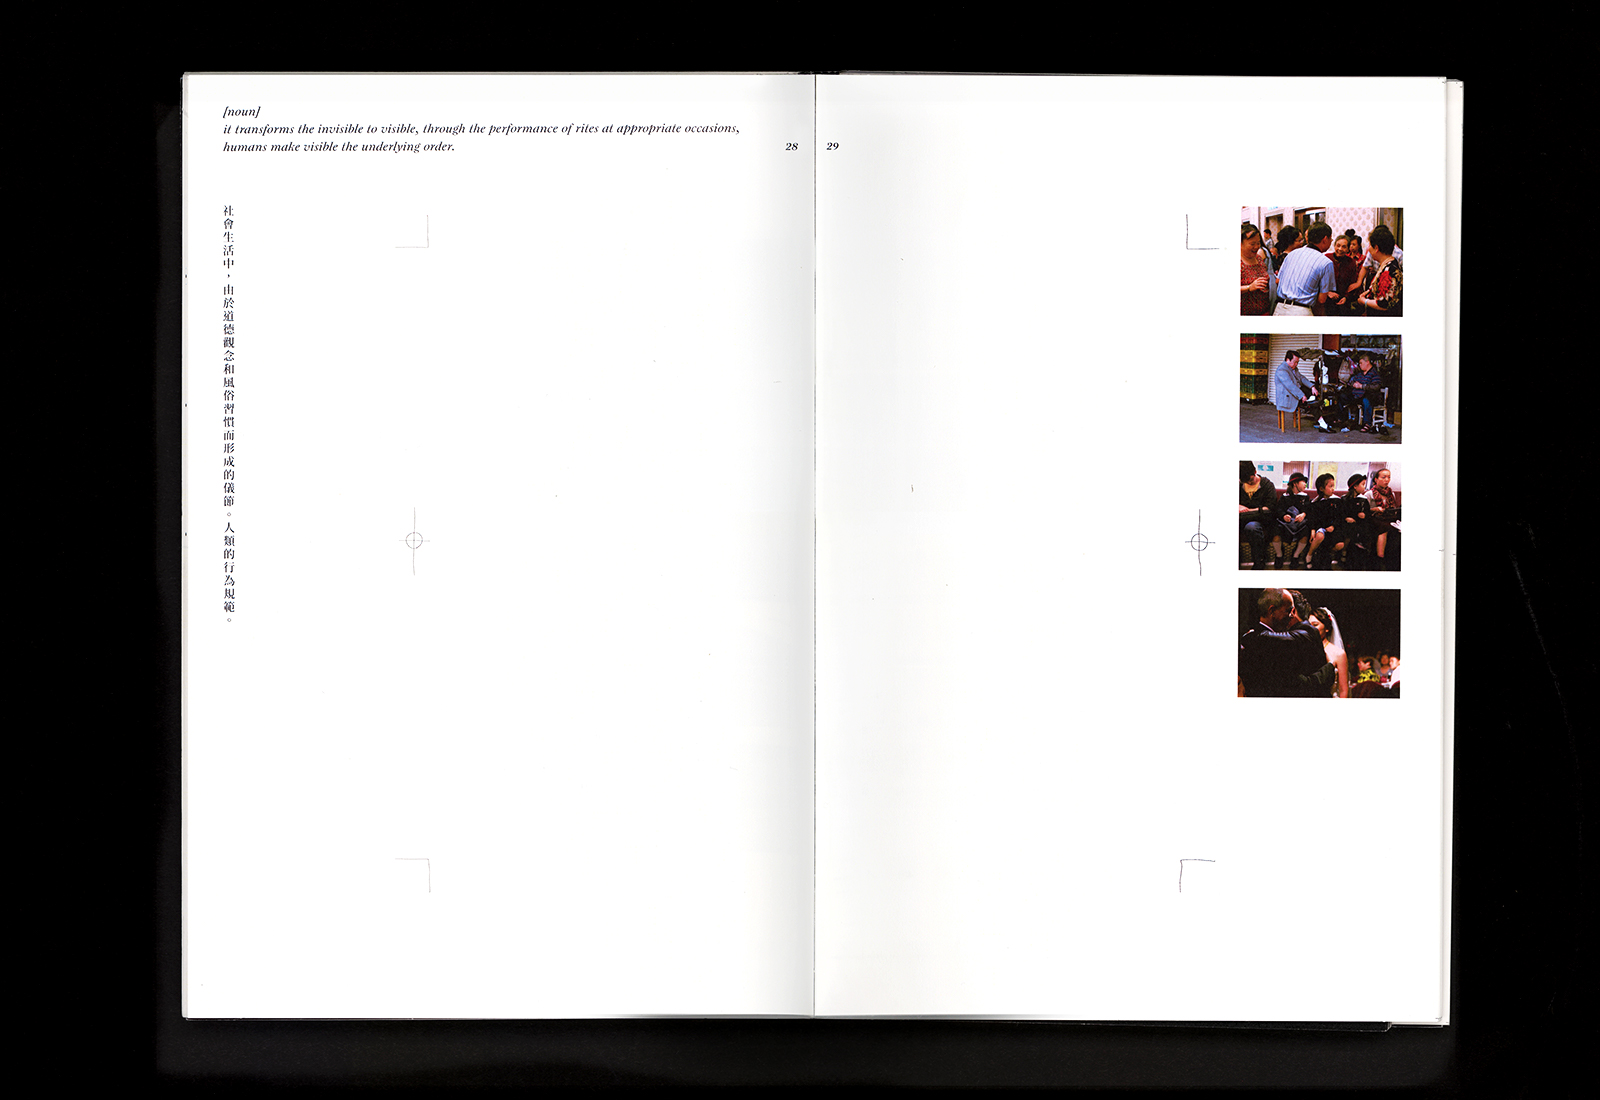 [noun]
it transforms the invisible to visible, through the performance of rites at appropriate occasions,
humans make visible the underlying order.
28
29
社會生活中，由於道德觀念和風俗習慣而形成的儀節。人類的行為規範。